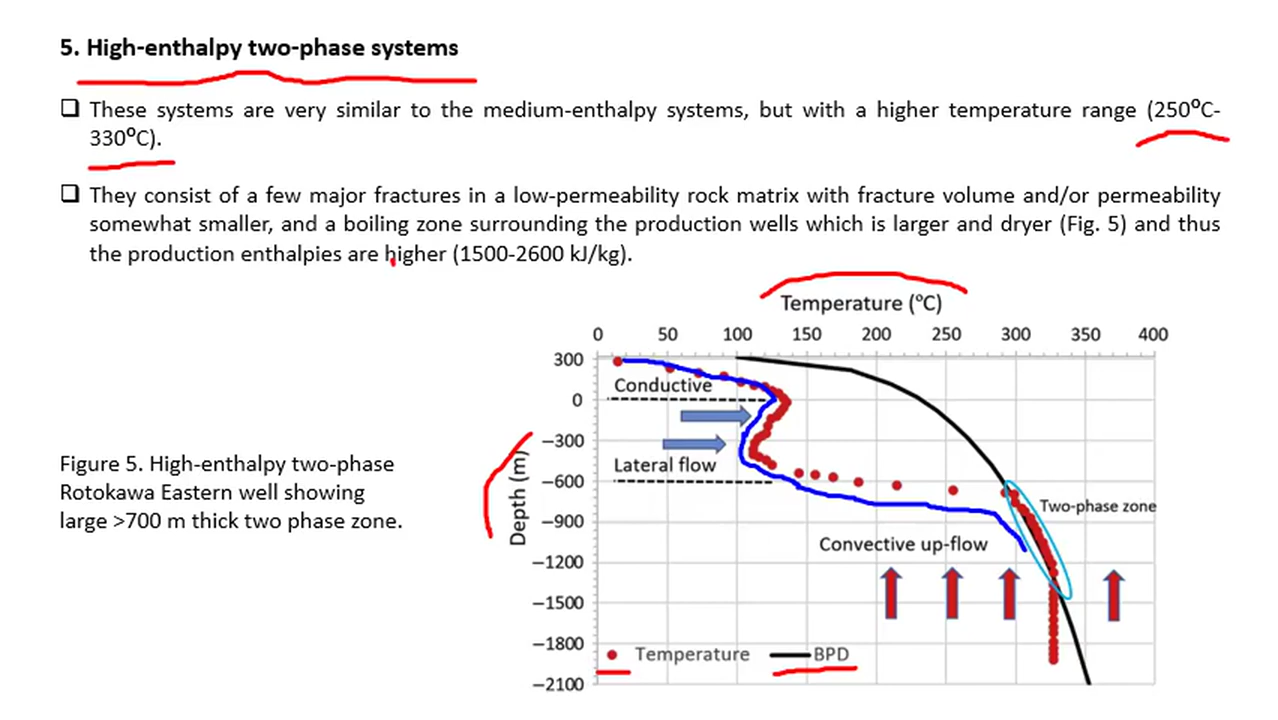 5. High-enthalpy two-phase systems
❑ These systems are very similar to the medium-enthalpy systems, but with a higher temperature range (250⁰C-
330⁰C).
❑ They consist of a few major fractures in a low-permeability rock matrix with fracture volume and/or permeability
somewhat smaller, and a boiling zone surrounding the production wells which is larger and dryer (Fig. 5) and thus
the production enthalpies are higher (1500-2600 kJ/kg).
Figure 5. High-enthalpy two-phase
Rotokawa Eastern well showing
large >700 m thick two phase zone.
Temperature (⁰C)
0 50 100 150 200 250 300 350 400
Depth (m)
300
0
−300
−600
−900
−1200
−1500
−1800
−2100
Conductive
Lateral flow
Two-phase zone
Convective up-flow
Temperature BPD